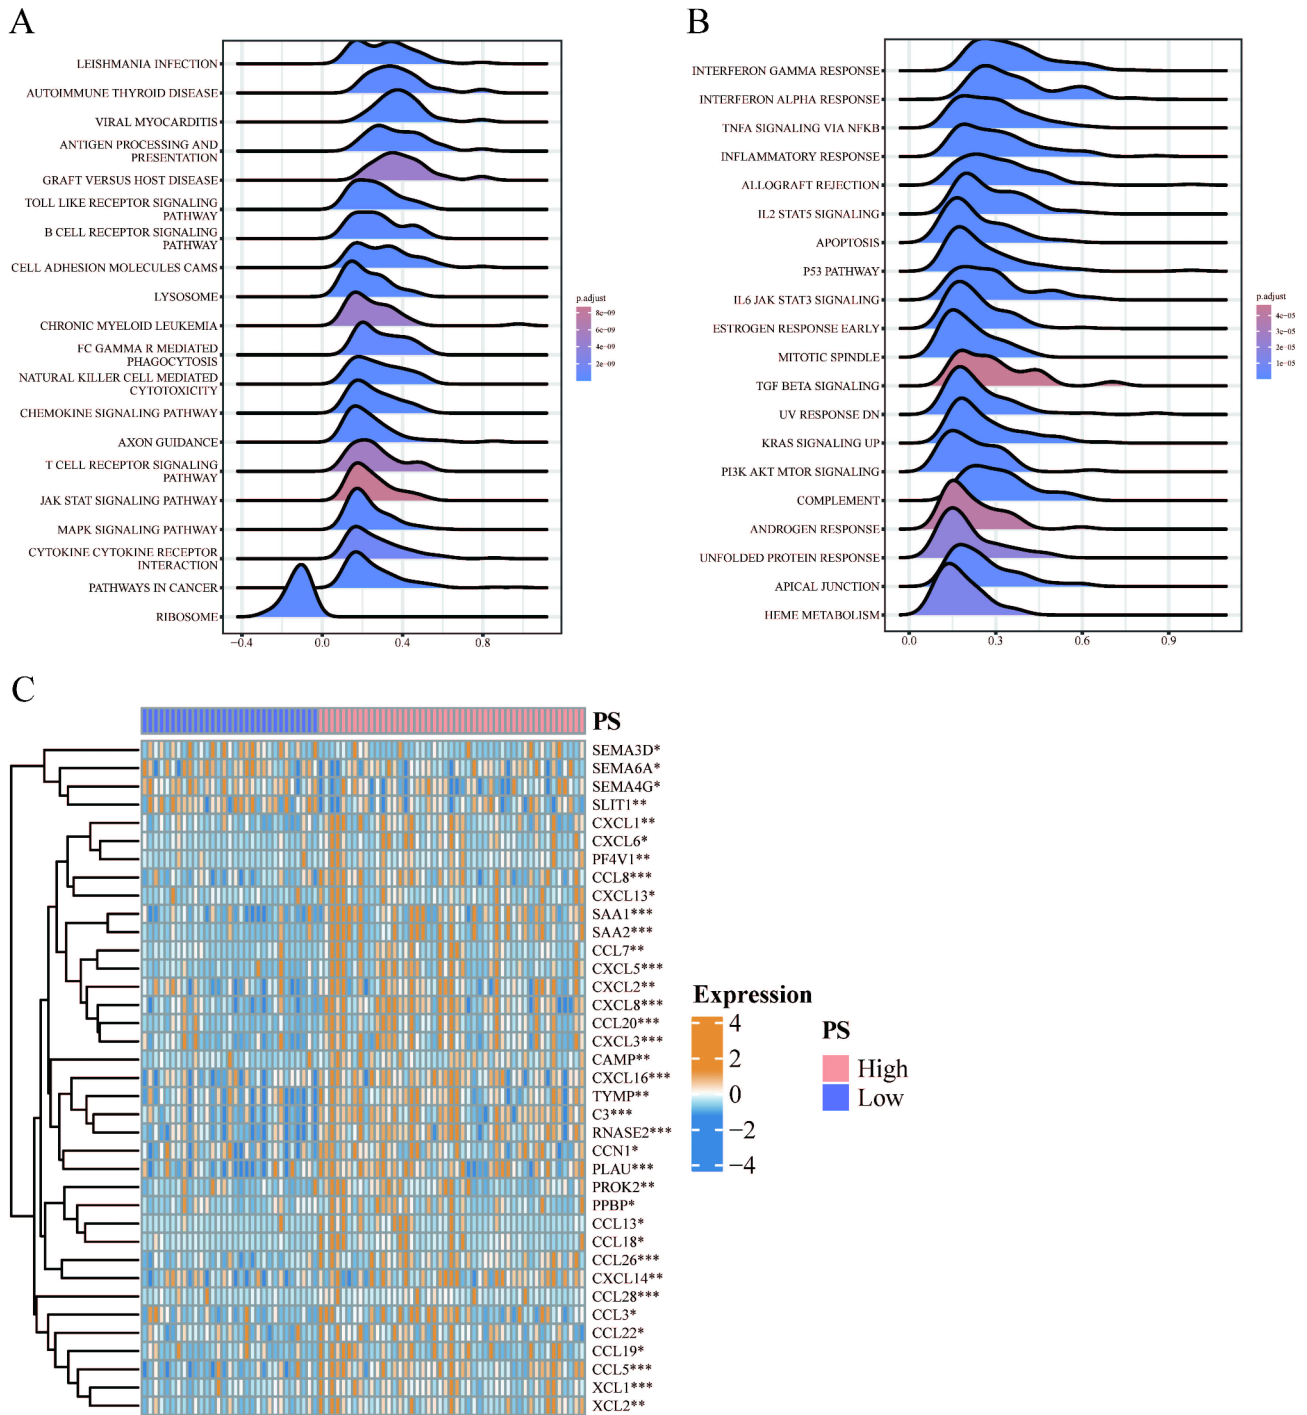 A
LEISHMANIA INFECTION
AUTOIMMUNE THYROID DISEASE
VIRAL MYOCARDITIS
ANTIGEN PROCESSING AND
PRESENTATION
GRAFT VERSUS HOST DISEASE
TOLL LIKE RECEPTOR SIGNALING
PATHWAY
B CELL RECEPTOR SIGNALING
PATHWAY
CELL ADHESION MOLECULES CAMS
LYSOSOME
CHRONIC MYELOID LEUKEMIA
FC GAMMA R MEDIATED
PHAGOCYTOSIS
NATURAL KILLER CELL MEDIATED
CYTOTOXICITY
CHEMOKINE SIGNALING PATHWAY
AXON GUIDANCE
T CELL RECEPTOR SIGNALING
PATHWAY
JAK STAT SIGNALING PATHWAY
MAPK SIGNALING PATHWAY
CYTOKINE CYTOKINE RECEPTOR
INTERACTION
PATHWAYS IN CANCER
RIBOSOME
−0.4 0.0 0.4 0.8
p.adjust
8e−09
6e−09
4e−09
2e−09
B
INTERFERON GAMMA RESPONSE
INTERFERON ALPHA RESPONSE
TNFA SIGNALING VIA NFKB
INFLAMMATORY RESPONSE
ALLOGRAFT REJECTION
IL2 STAT5 SIGNALING
APOPTOSIS
P53 PATHWAY
IL6 JAK STAT3 SIGNALING
ESTROGEN RESPONSE EARLY
MITOTIC SPINDLE
TGF BETA SIGNALING
UV RESPONSE DN
KRAS SIGNALING UP
PI3K AKT MTOR SIGNALING
COMPLEMENT
ANDROGEN RESPONSE
UNFOLDED PROTEIN RESPONSE
APICAL JUNCTION
HEME METABOLISM
0.0 0.3 0.6 0.9
p.adjust
4e−05
3e−05
2e−05
1e−05
C
PS
SEMA3D*
SEMA6A*
SEMA4G*
SLIT1**
CXCL1**
CXCL6*
PF4V1**
CCL8***
CXCL13*
SAA1***
SAA2***
CCL7**
CXCL5***
CXCL2**
CXCL8***
CCL20***
CXCL3***
CAMP**
CXCL16***
TYMP**
C3***
RNASE2***
CCN1*
PLAU***
PROK2**
PPBP*
CCL13*
CCL18*
CCL26***
CXCL14**
CCL28***
CCL3*
CCL22*
CCL19*
CCL5***
XCL1***
XCL2**
Expression
4
2
0
−2
−4
PS
High
Low